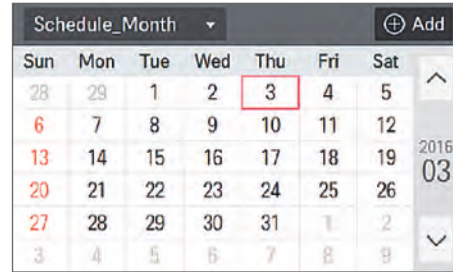 Schedule_Month Add
Sun Mon Tue Wed Thu Fri Sat
28 29 1 2 3 4 5
6 7 8 9 10 11 12
13 14 15 16 17 18 19
2016
03
20 21 22 23 24 25 26
27 28 29 30 31 1 2
3 4 5 6 7 8 9